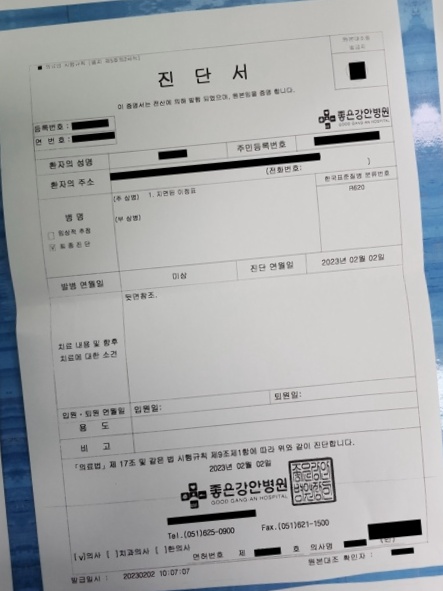 진 단 서
이 증명서는 전산에 의해 발행 되었으며, 원본임을 증명 합니다.
등록번호 :
연 번 호 :
좋은강안병원
GOOD GANG AN HOSPITAL
환자의 성명
주민등록번호
환자의 주소
(전화번호: )
병 명
(주 상병) 1. 지연된 이정표
(부 상병)
한국표준질병 분류번호
R620
임상적 추정
최 종 진 단
발병 연월일
미상
진단 연월일
2023년 02월 02일
치료 내용 및 향후
치료에 대한 소견
뒷면참조.
입원·퇴원 연월일
입원일:
퇴원일:
용 도
비 고
「의료법」 제 17조 및 같은 법 시행규칙 제9조제1항에 따라 위와 같이 진단합니다.
2023년 02월 02일
좋은강안병원
GOOD GANG AN HOSPITAL
Tel.(051)625-0900 Fax.(051)621-1500
[v]의사 [ ]치과의사 [ ]한의사
면허번호 제 호 의사명 (인)
발급일시 : 20230202 10:07:07
원본대조 확인자 :